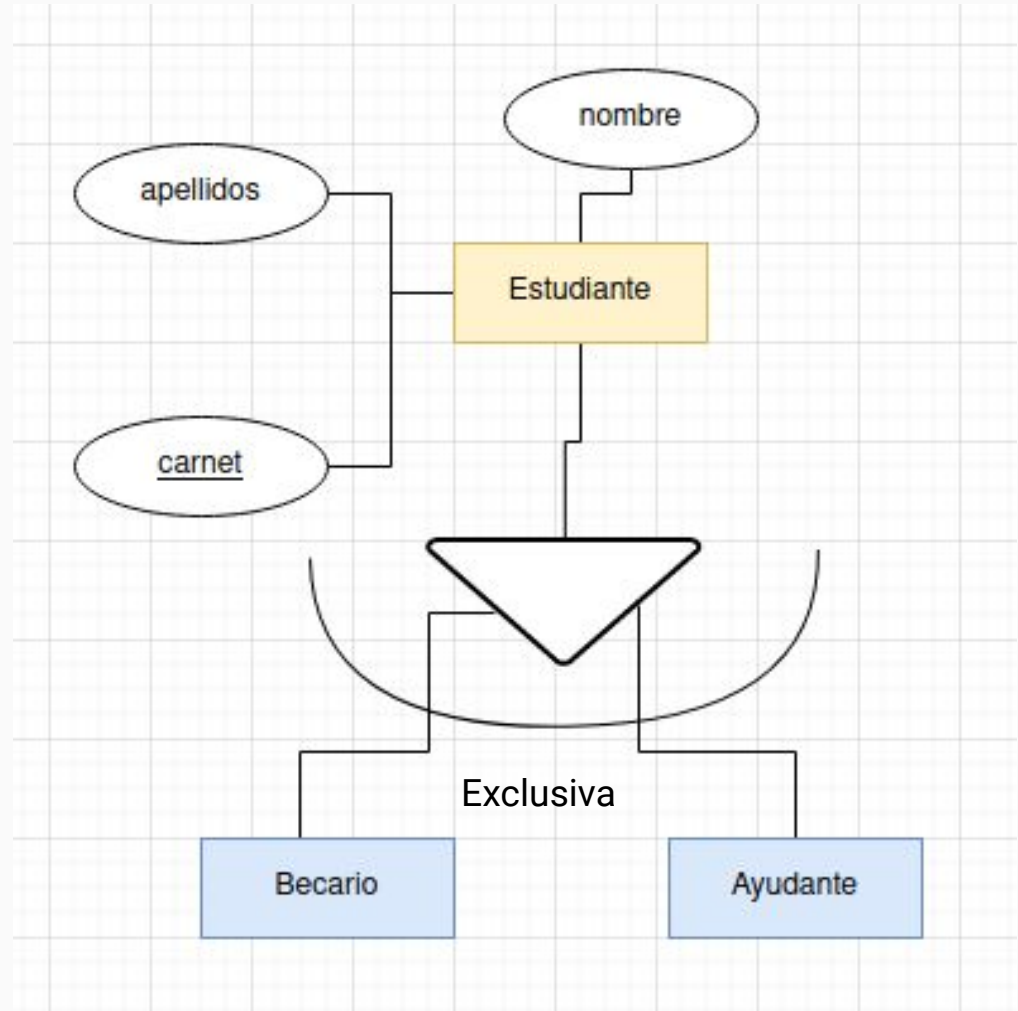 nombre
apellidos
Estudiante
carnet
Exclusiva
Becario
Ayudante